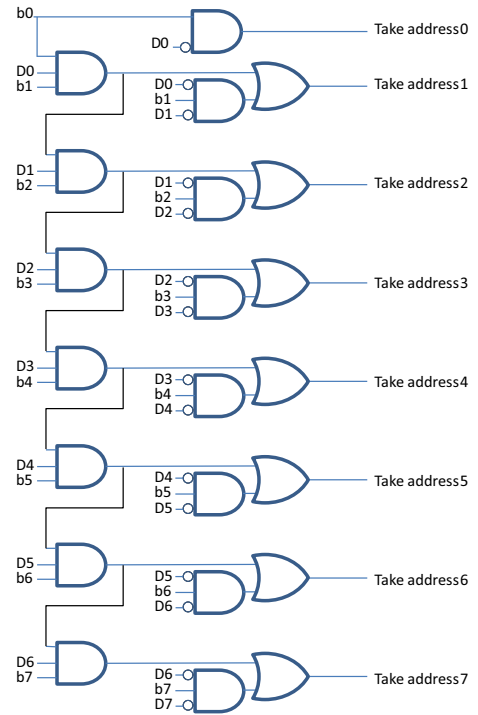 b0
D0
Take address0
D0
b1
D0
b1
D1
Take address1
D1
b2
D1
b2
D2
Take address2
D2
b3
D2
b3
D3
Take address3
D3
b4
D3
b4
D4
Take address4
D4
b5
D4
b5
D5
Take address5
D5
b6
D5
b6
D6
Take address6
D6
b7
D6
b7
D7
Take address7